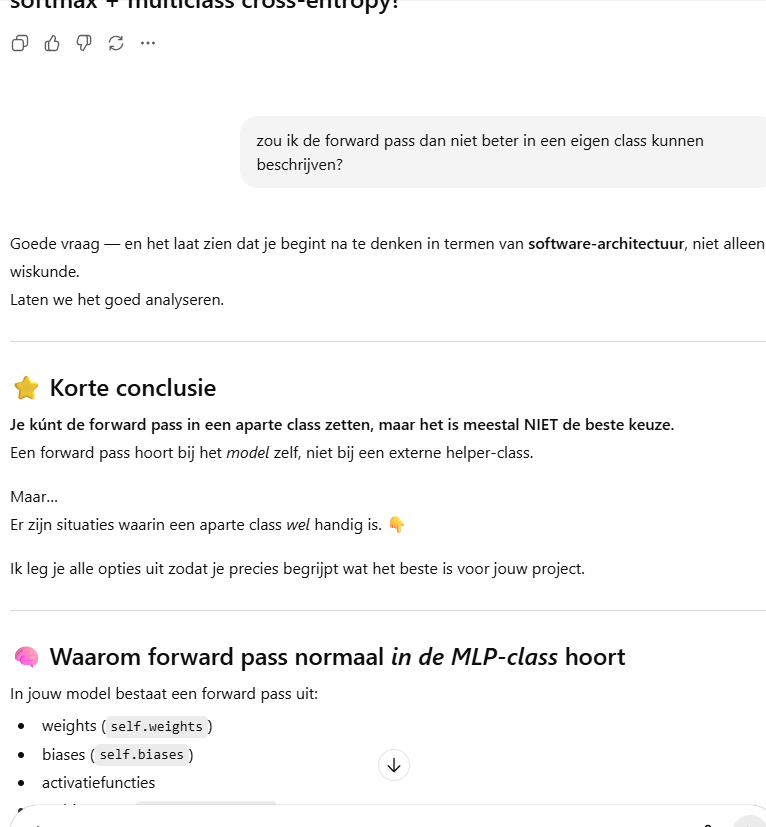 softmax + multiclass cross-entropy?
zou ik de forward pass dan niet beter in een eigen class kunnen
beschrijven?
Goede vraag — en het laat zien dat je begint na te denken in termen van software-architectuur, niet alleen
wiskunde.
Laten we het goed analyseren.
⭐ Korte conclusie
Je kúnt de forward pass in een aparte class zetten, maar het is meestal NIET de beste keuze.
Een forward pass hoort bij het model zelf, niet bij een externe helper-class.
Maar...
Er zijn situaties waarin een aparte class wel handig is. 👇
Ik leg je alle opties uit zodat je precies begrijpt wat het beste is voor jouw project.
🧠 Waarom forward pass normaal in de MLP-class hoort
In jouw model bestaat een forward pass uit:
• weights (self.weights)
• biases (self.biases)
• activatiefuncties